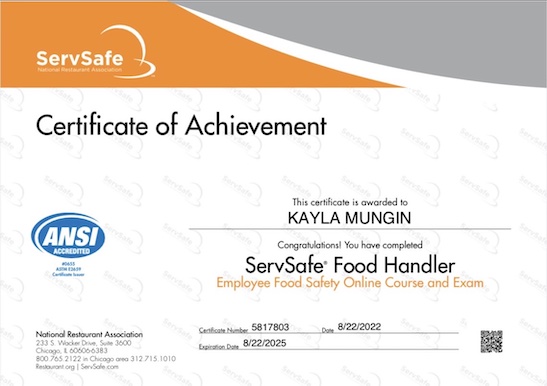 ServSafe
National Restaurant Association
Certificate of Achievement
This certificate is awarded to
KAYLA MUNGIN
ANSI
ACCREDITED
#0655
ASTM E2659
Certificate Issuer
Congratulations! You have completed
ServSafe® Food Handler
Employee Food Safety Online Course and Exam
National Restaurant Association
233 S. Wacker Drive, Suite 3600
Chicago, IL 60606-6383
800.765.2122 in Chicago area 312.715.1010
Restaurant.org | ServSafe.com
Certificate Number 5817803 Date 8/22/2022
Expiration Date 8/22/2025